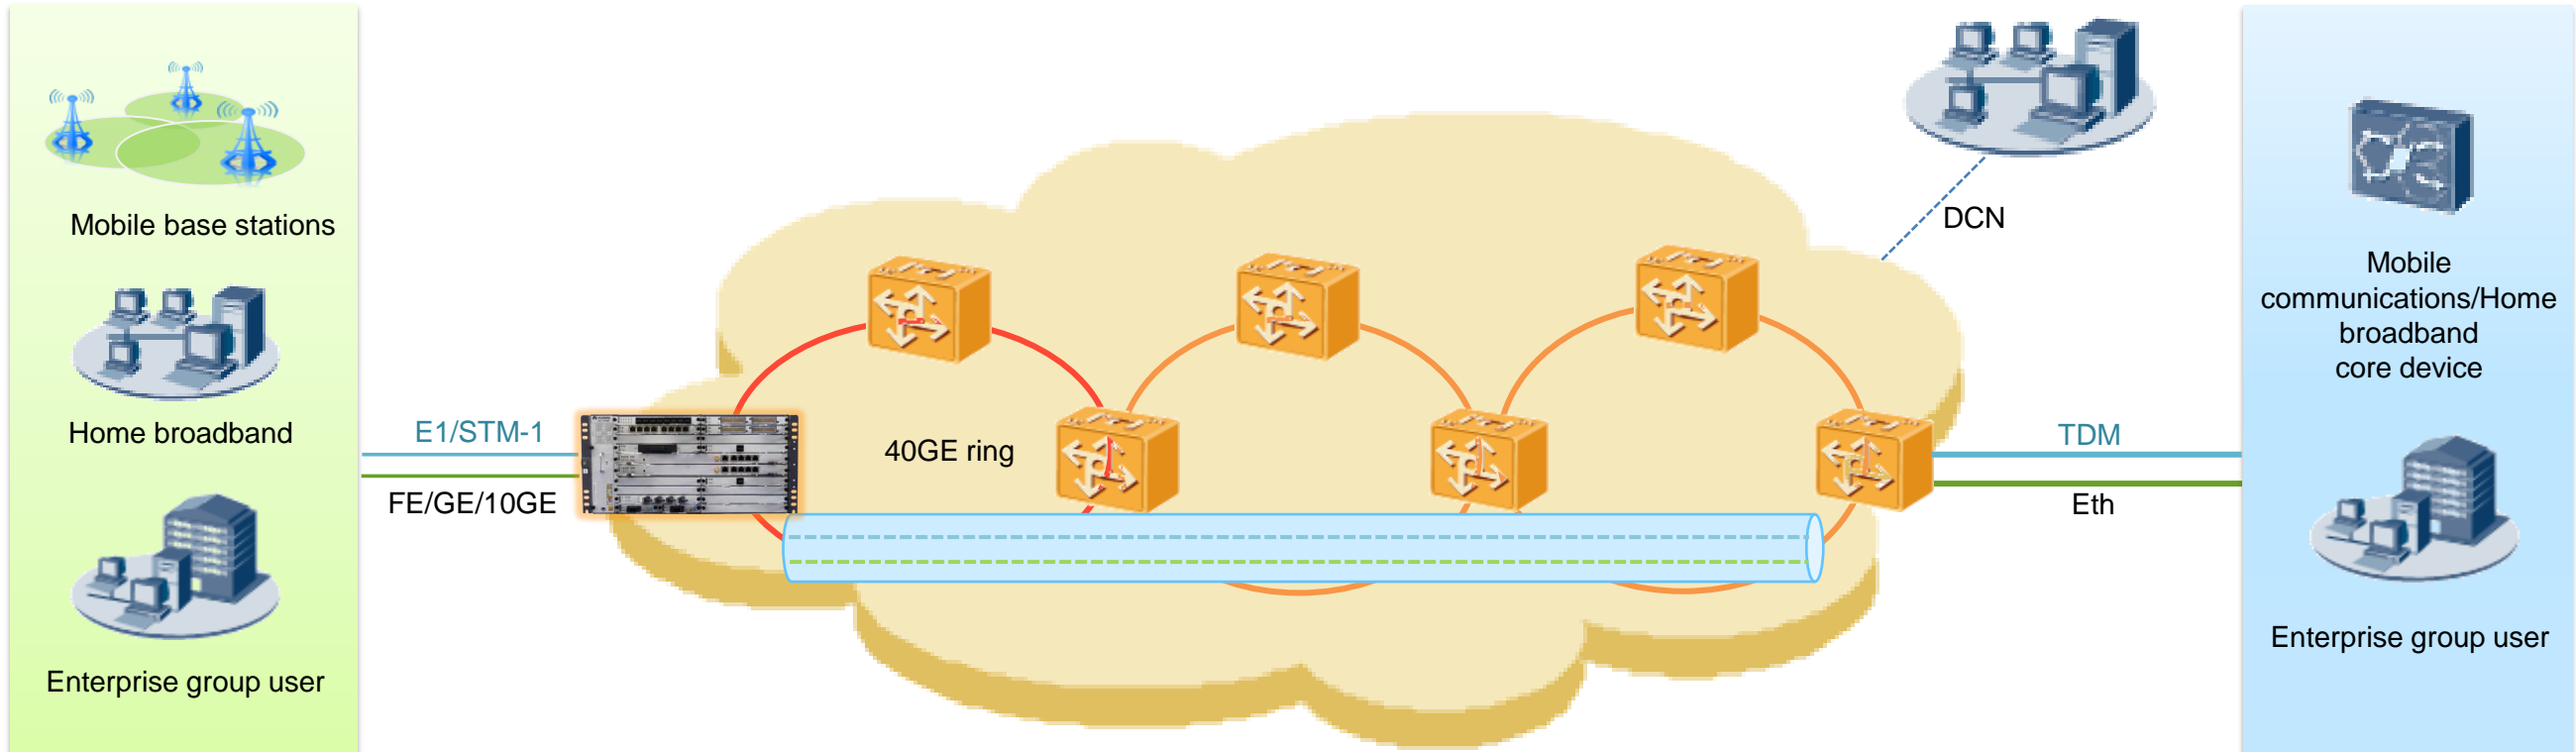 Mobile base stations
Home broadband
Enterprise group user
E1/STM-1
FE/GE/10GE
40GE ring
DCN
TDM
Eth
Mobile
communications/Home
broadband
core device
Enterprise group user